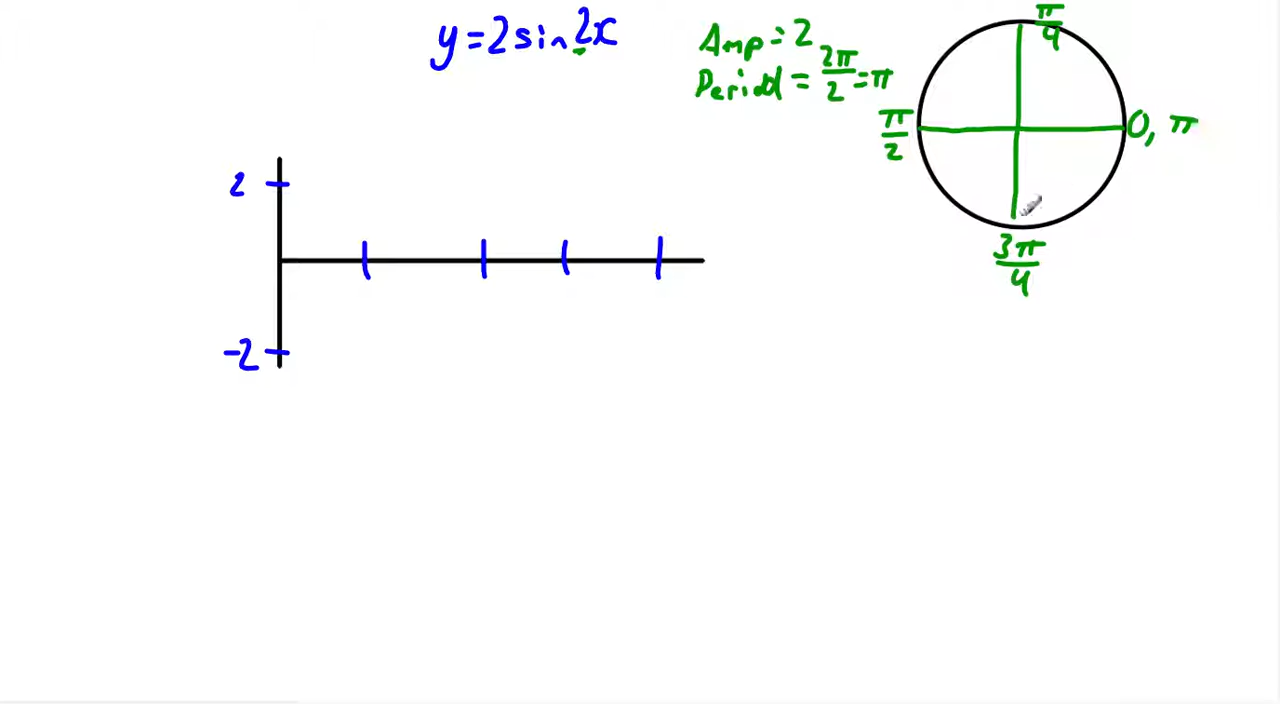 y=2sin2x
Amp=2
Period = 2π/2 = π
π/4
π/2
0, π
3π/4
2
-2